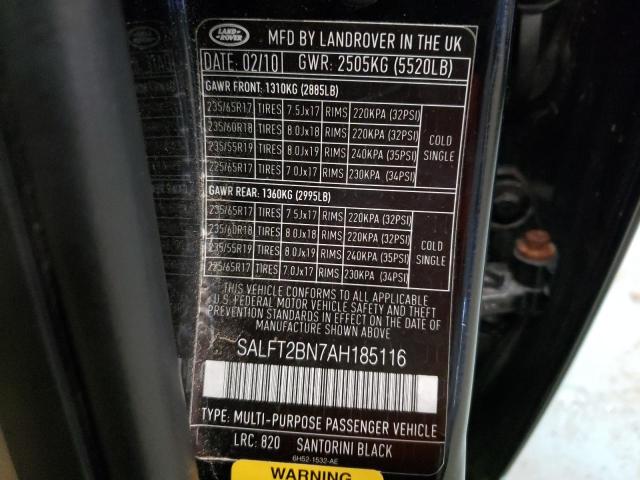 LAND-ROVER MFD BY LANDROVER IN THE UK
DATE: 02/10 GWR: 2505KG (5520LB)
GAWR FRONT: 1310KG (2885LB)
235/65R17 TIRES 7.5Jx17 RIMS 220KPA (32PSI)
235/60R18 TIRES 8.0Jx18 RIMS 220KPA (32PSI)
235/55R19 TIRES 8.0Jx19 RIMS 240KPA (35PSI)
225/65R17 TIRES 7.0Jx17 RIMS 230KPA (34PSI)
COLD
SINGLE
GAWR REAR: 1360KG (2995LB)
235/65R17 TIRES 7.5Jx17 RIMS 220KPA (32PSI)
235/60R18 TIRES 8.0Jx18 RIMS 220KPA (32PSI)
235/55R19 TIRES 8.0Jx19 RIMS 240KPA (35PSI)
225/65R17 TIRES 7.0Jx17 RIMS 230KPA (34PSI)
COLD
SINGLE
THIS VEHICLE CONFORMS TO ALL APPLICABLE
U.S. FEDERAL MOTOR VEHICLE SAFETY AND THEFT
PREVENTION STANDARDS IN EFFECT ON THE DATE OF
MANUFACTURE SHOWN ABOVE.
SALFT2BN7AH185116
TYPE: MULTI-PURPOSE PASSENGER VEHICLE
LRC: 820 SANTORINI BLACK
6H52-1532-AE
WARNING